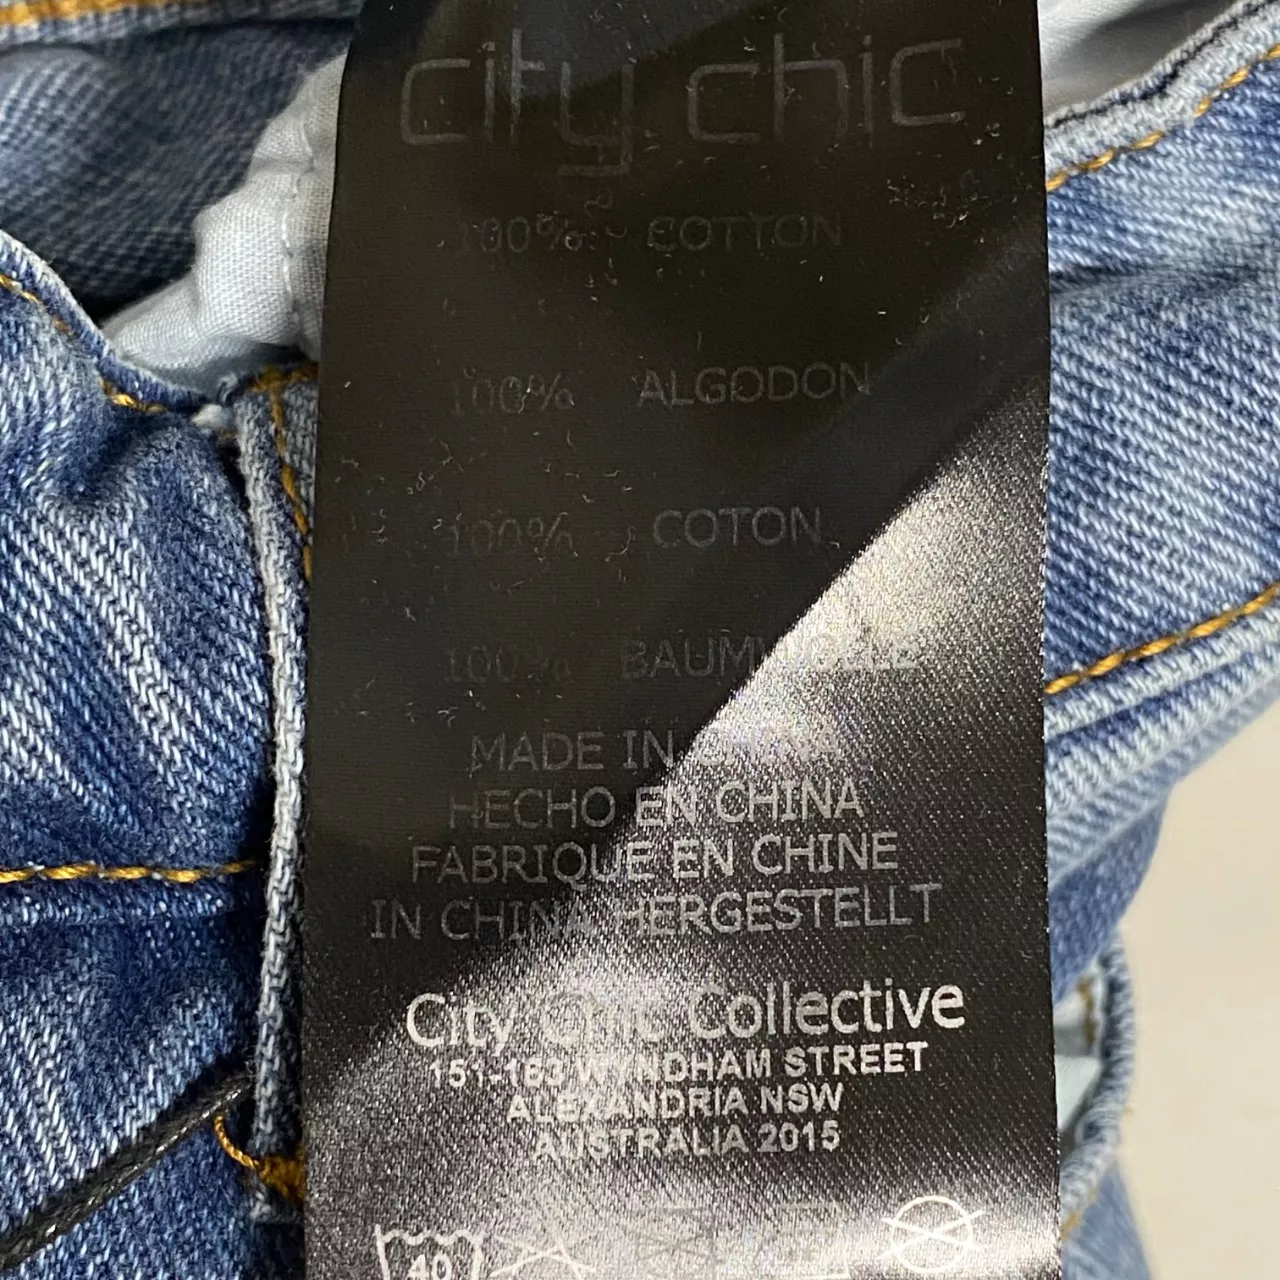 city chic
100% COTTON
100% ALGODON
100% COTON
100% BAUMWOLLE
MADE IN CHINA
HECHO EN CHINA
FABRIQUE EN CHINE
IN CHINA HERGESTELLT
City Chic Collective
151-163 WYNDHAM STREET
ALEXANDRIA NSW
AUSTRALIA 2015
40